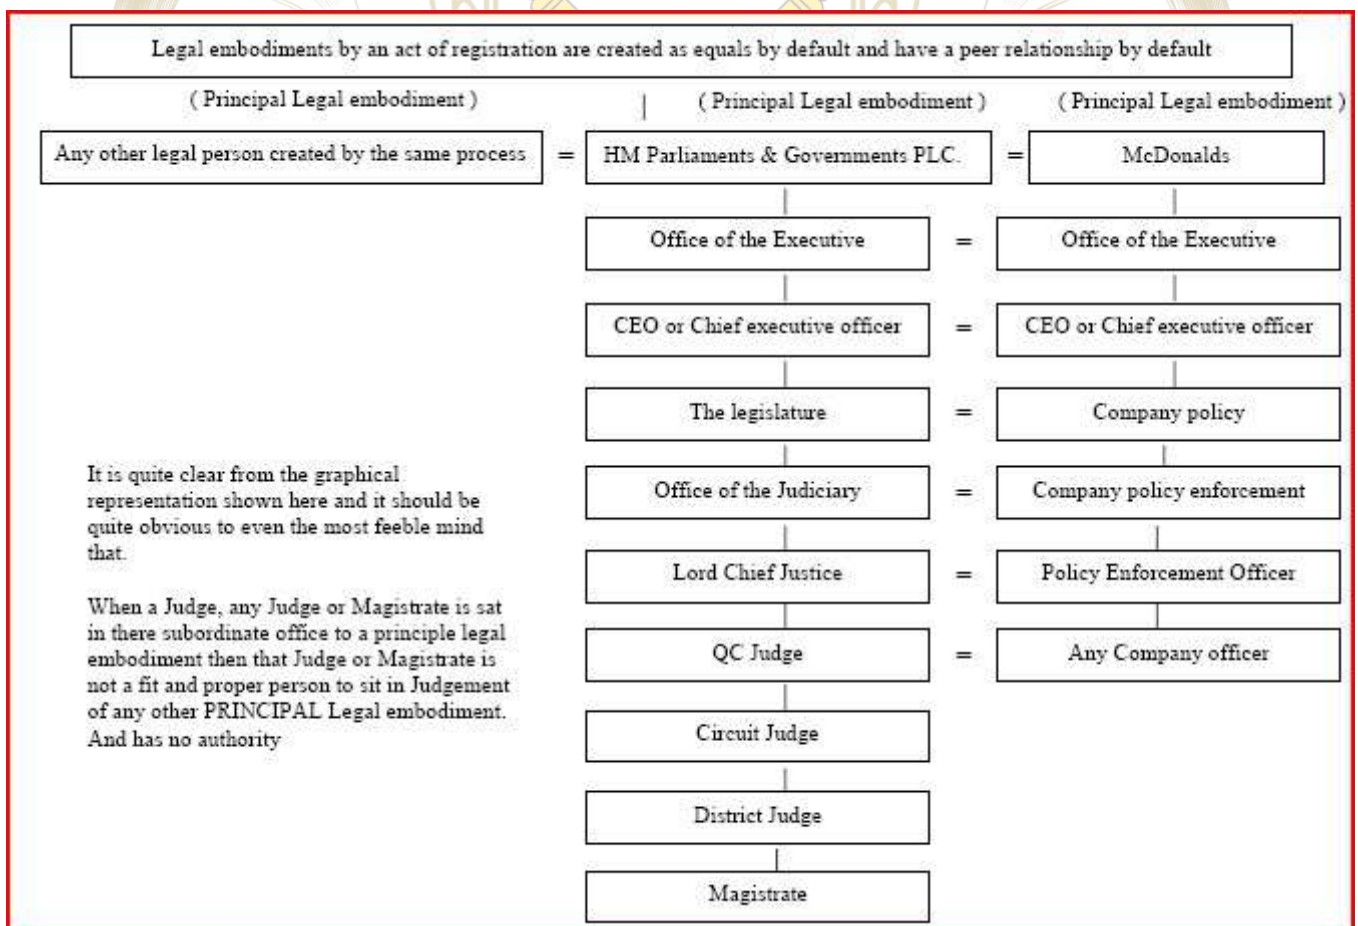 Legal embodiments by an act of registration are created as equals by default and have a peer relationship by default
( Principal Legal embodiment )
( Principal Legal embodiment )
( Principal Legal embodiment )
Any other legal person created by the same process
=
HM Parliaments & Governments PLC.
=
McDonalds
Office of the Executive
=
Office of the Executive
CEO or Chief executive officer
=
CEO or Chief executive officer
The legislature
=
Company policy
Office of the Judiciary
=
Company policy enforcement
Lord Chief Justice
=
Policy Enforcement Officer
QC Judge
=
Any Company officer
Circuit Judge
District Judge
Magistrate
It is quite clear from the graphical
representation shown here and it should be
quite obvious to even the most feeble mind
that.
When a Judge, any Judge or Magistrate is sat
in there subordinate office to a principle legal
embodiment then that Judge or Magistrate is
not a fit and proper person to sit in Judgement
of any other PRINCIPAL Legal embodiment.
And has no authority